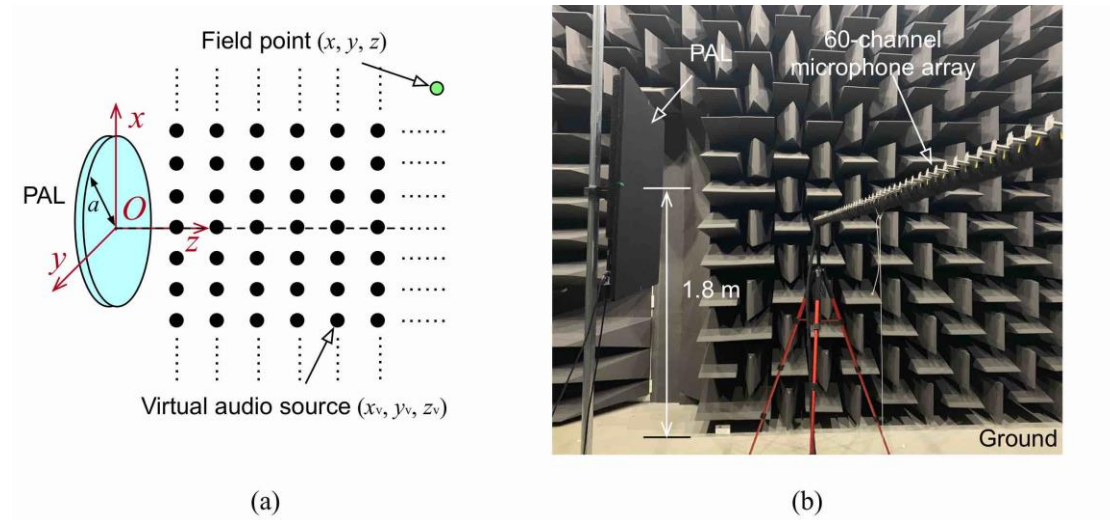 Field point (x, y, z)
x
PAL
a
O
z
y
Virtual audio source (xᵥ, yᵥ, zᵥ)
(a)
PAL
60-channel
microphone array
1.8 m
Ground
(b)